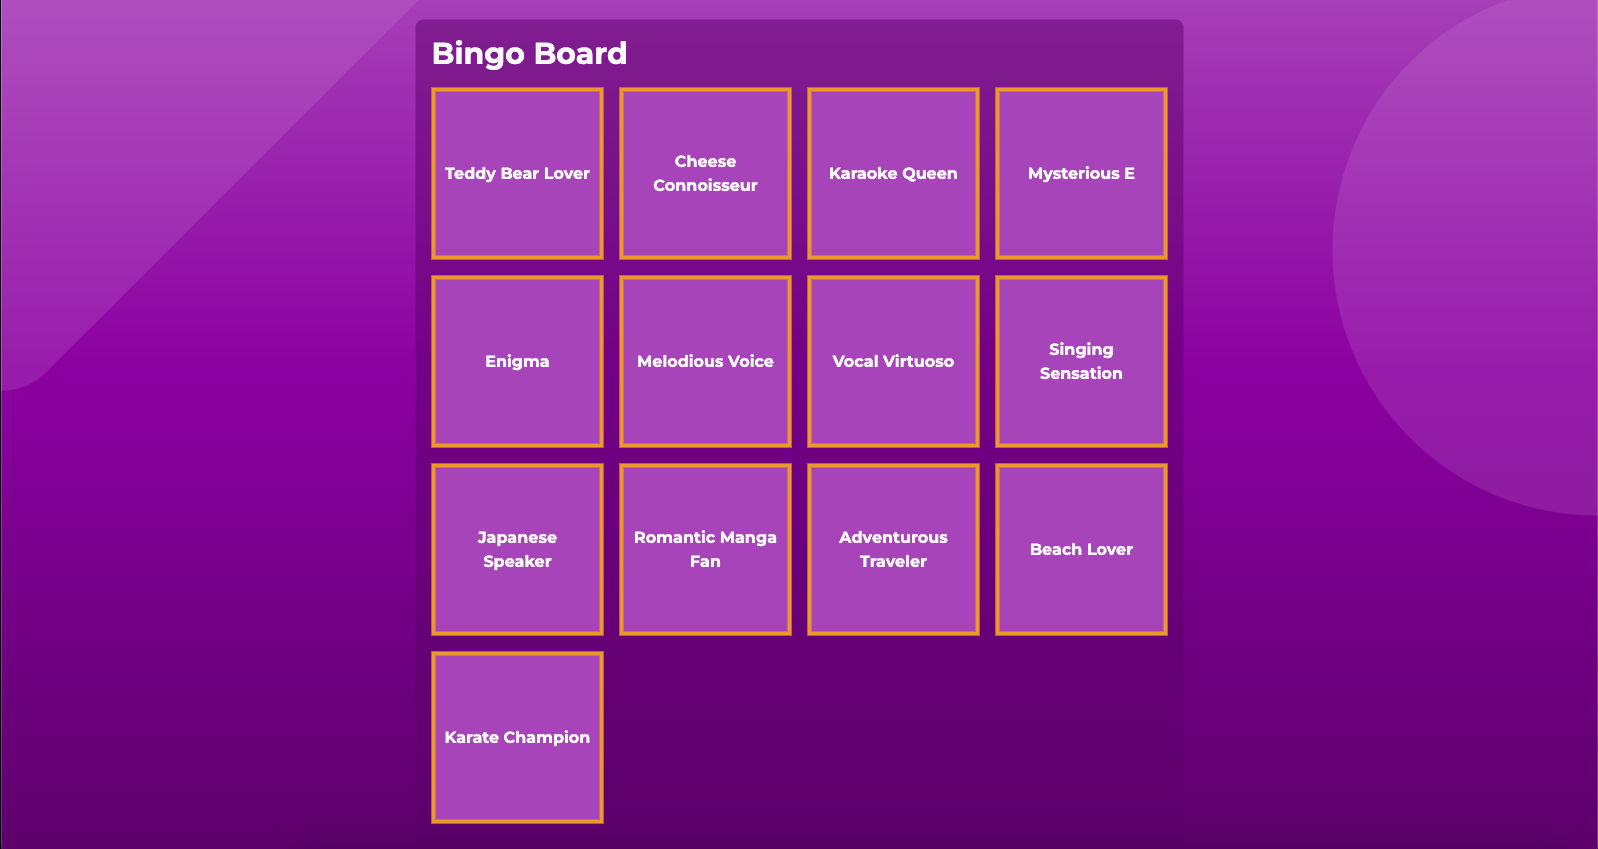 Bingo Board
Teddy Bear Lover
Cheese
Connoisseur
Karaoke Queen
Mysterious E
Enigma
Melodious Voice
Vocal Virtuoso
Singing
Sensation
Japanese
Speaker
Romantic Manga
Fan
Adventurous
Traveler
Beach Lover
Karate Champion